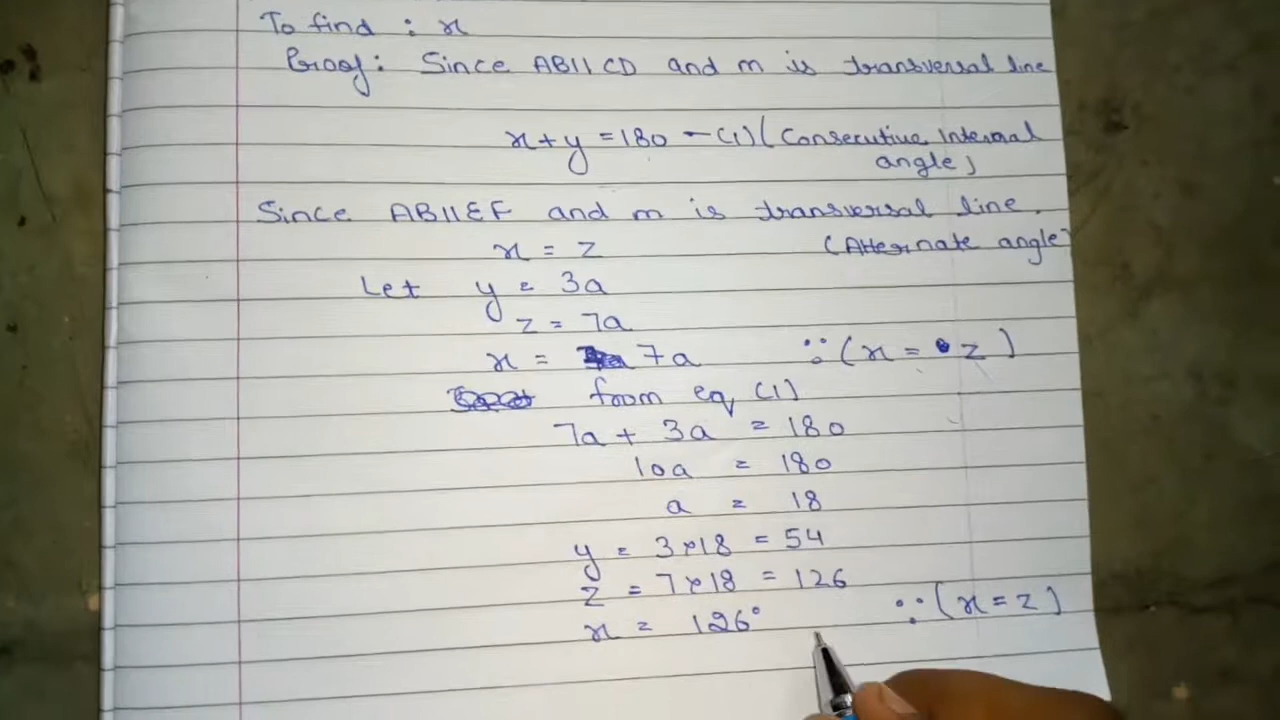 To find : x
Proof: Since AB||CD and m is transversal line
x+y=180 -(1)(Consecutive Internal
angle)
Since AB||EF and m is transversal line.
x = z (Alternate angle)
Let y = 3a
z = 7a
x = 7a ∵(x = z)
from eq (1)
7a + 3a = 180
10a = 180
a = 18
y = 3×18 = 54
z = 7×18 = 126
x = 126° ∵(x=z)